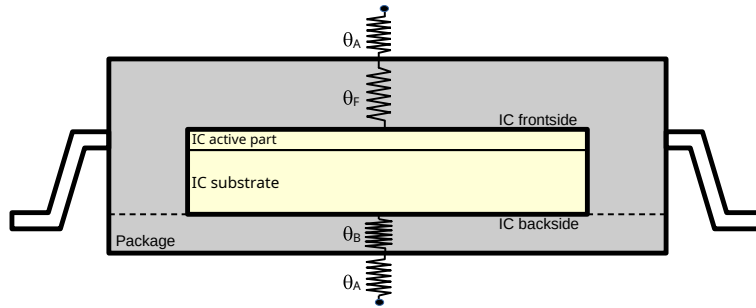 θA
θF
IC frontside
IC active part
IC substrate
IC backside
θB
Package
θA